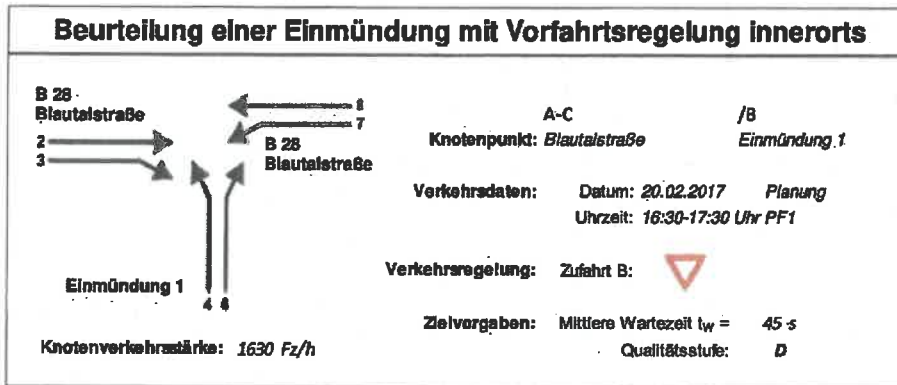 Beurteilung einer Einmündung mit Vorfahrtsregelung innerorts
B 28
Blautalstraße
8
7
2
3
B 28
Blautalstraße
Einmündung 1
4 6
Knotenverkehrsstärke: 1630 Fz/h
A-C /B
Knotenpunkt: Blautalstraße Einmündung 1
Verkehrsdaten: Datum: 20.02.2017 Planung
Uhrzeit: 16:30-17:30 Uhr PF1
Verkehrsregelung: Zufahrt B:
Zielvorgaben: Mittlere Wartezeit tw = 45 s
Qualitätsstufe: D